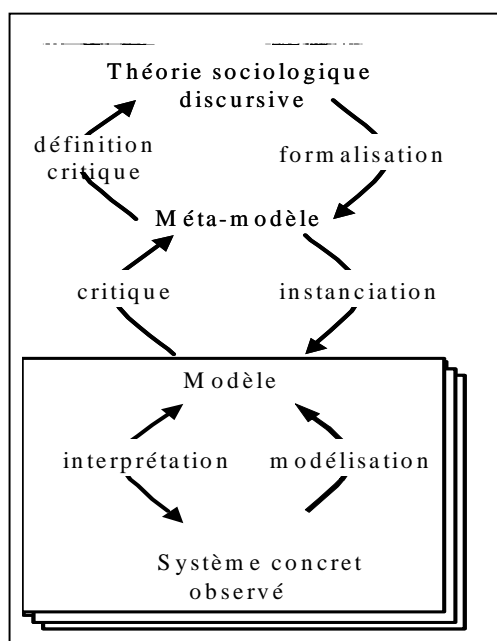 Théorie sociologique
discursive
définition
critique
formalisation
Méta-modèle
critique
instanciation
Modèle
interprétation
modélisation
Système concret
observé